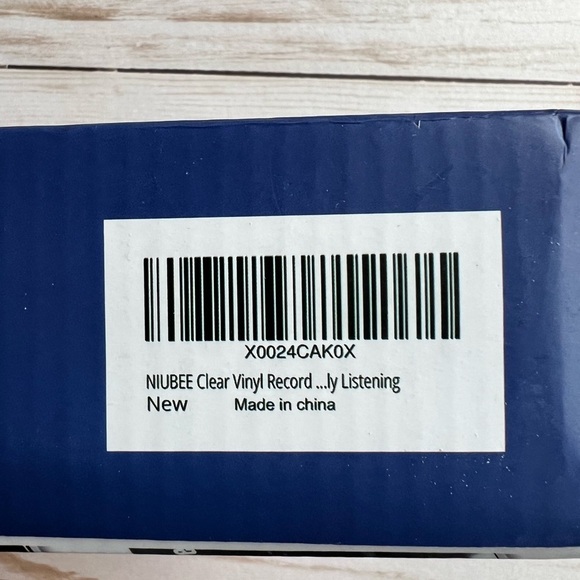 X0024CAK0X
NIUBEE Clear Vinyl Record ...ly Listening
New Made in china